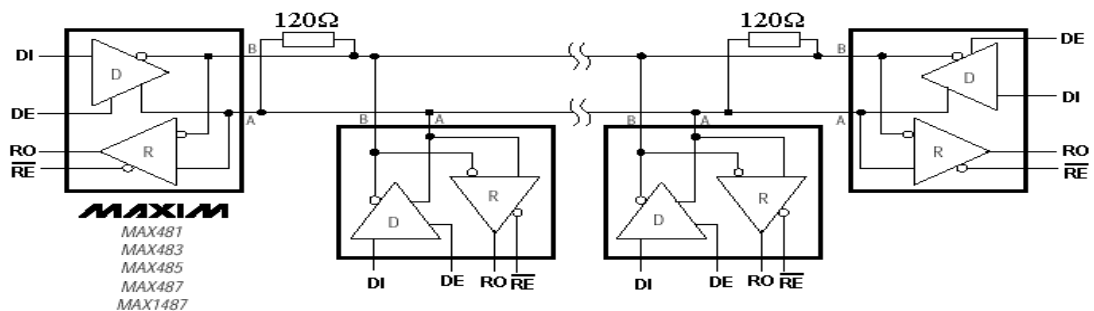 120Ω 120Ω
DI B B DE
D D
DE A A DI
B A B A
RO R R RO
RE RE
D R D R
MAXIM
MAX481
MAX483
MAX485
MAX487
MAX1487
DI DE RO RE DI DE RO RE